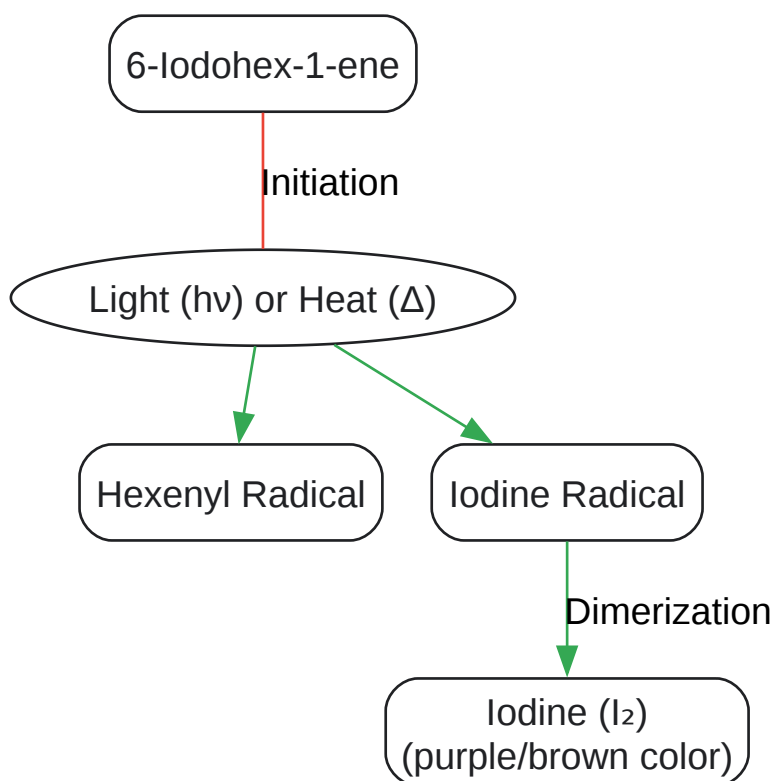 6-Iodohex-1-ene
Initiation
Light (hν) or Heat (Δ)
Hexenyl Radical
Iodine Radical
Dimerization
Iodine (I₂)
(purple/brown color)